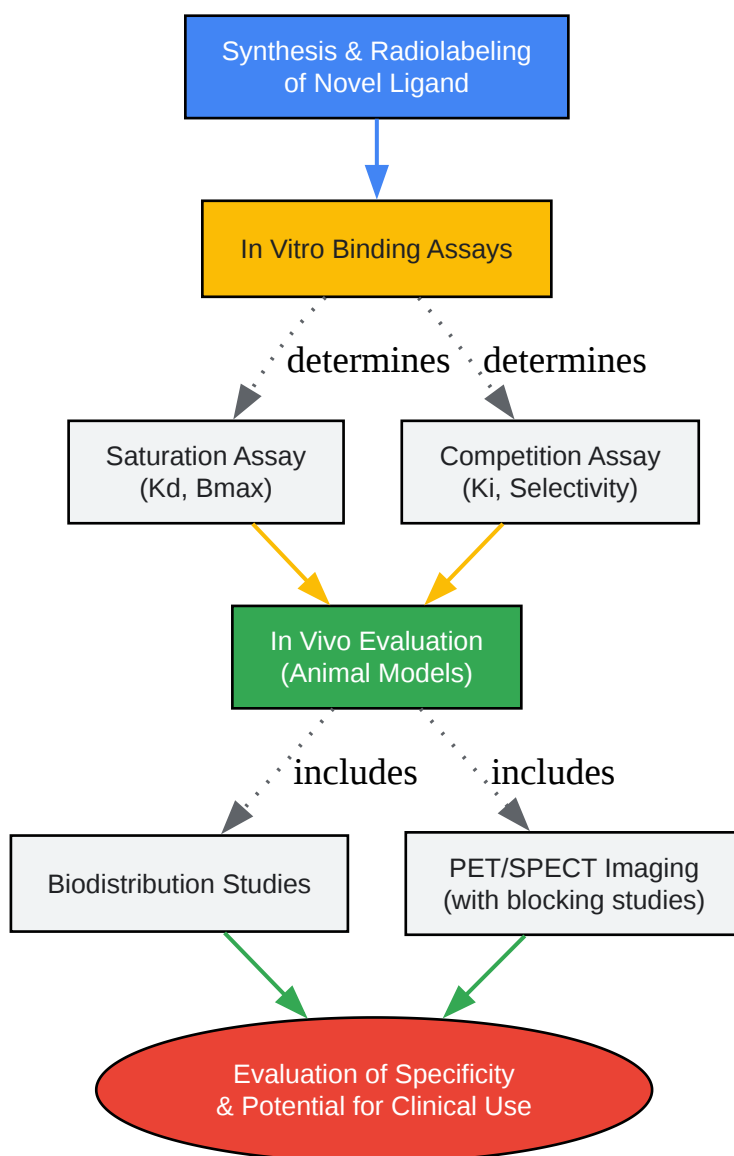 Synthesis & Radiolabeling
of Novel Ligand
In Vitro Binding Assays
determines
determines
Saturation Assay
(Kd, Bmax)
Competition Assay
(Ki, Selectivity)
In Vivo Evaluation
(Animal Models)
includes
includes
Biodistribution Studies
PET/SPECT Imaging
(with blocking studies)
Evaluation of Specificity
& Potential for Clinical Use